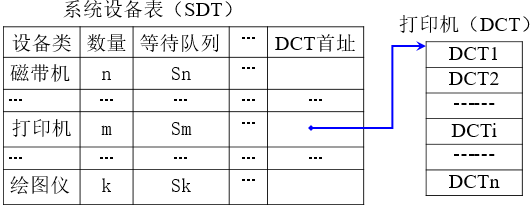 系统设备表（SDT）
设备类 数量 等待队列 ┅ DCT首址
磁带机 n Sn ┅
┅ ┅ ┅ ┅ ┅
打印机 m Sm ┅
┅ ┅ ┅ ┅ ┅
绘图仪 k Sk ┅
打印机（DCT）
DCT1
DCT2
------
DCTi
------
DCTn